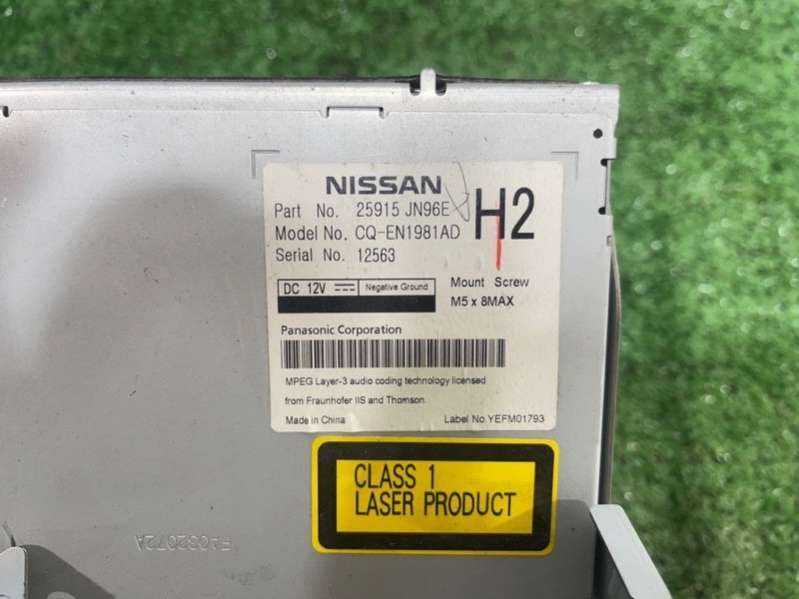 NISSAN
Part No. 25915 JN96E
Model No. CQ-EN1981AD
H2
Serial No. 12563
DC 12V Negative Ground
Mount Screw
M5 x 8MAX
Panasonic Corporation
MPEG Layer-3 audio coding technology licensed
from Fraunhofer IIS and Thomson.
Made in China Label No YEFM01793
CLASS 1
LASER PRODUCT